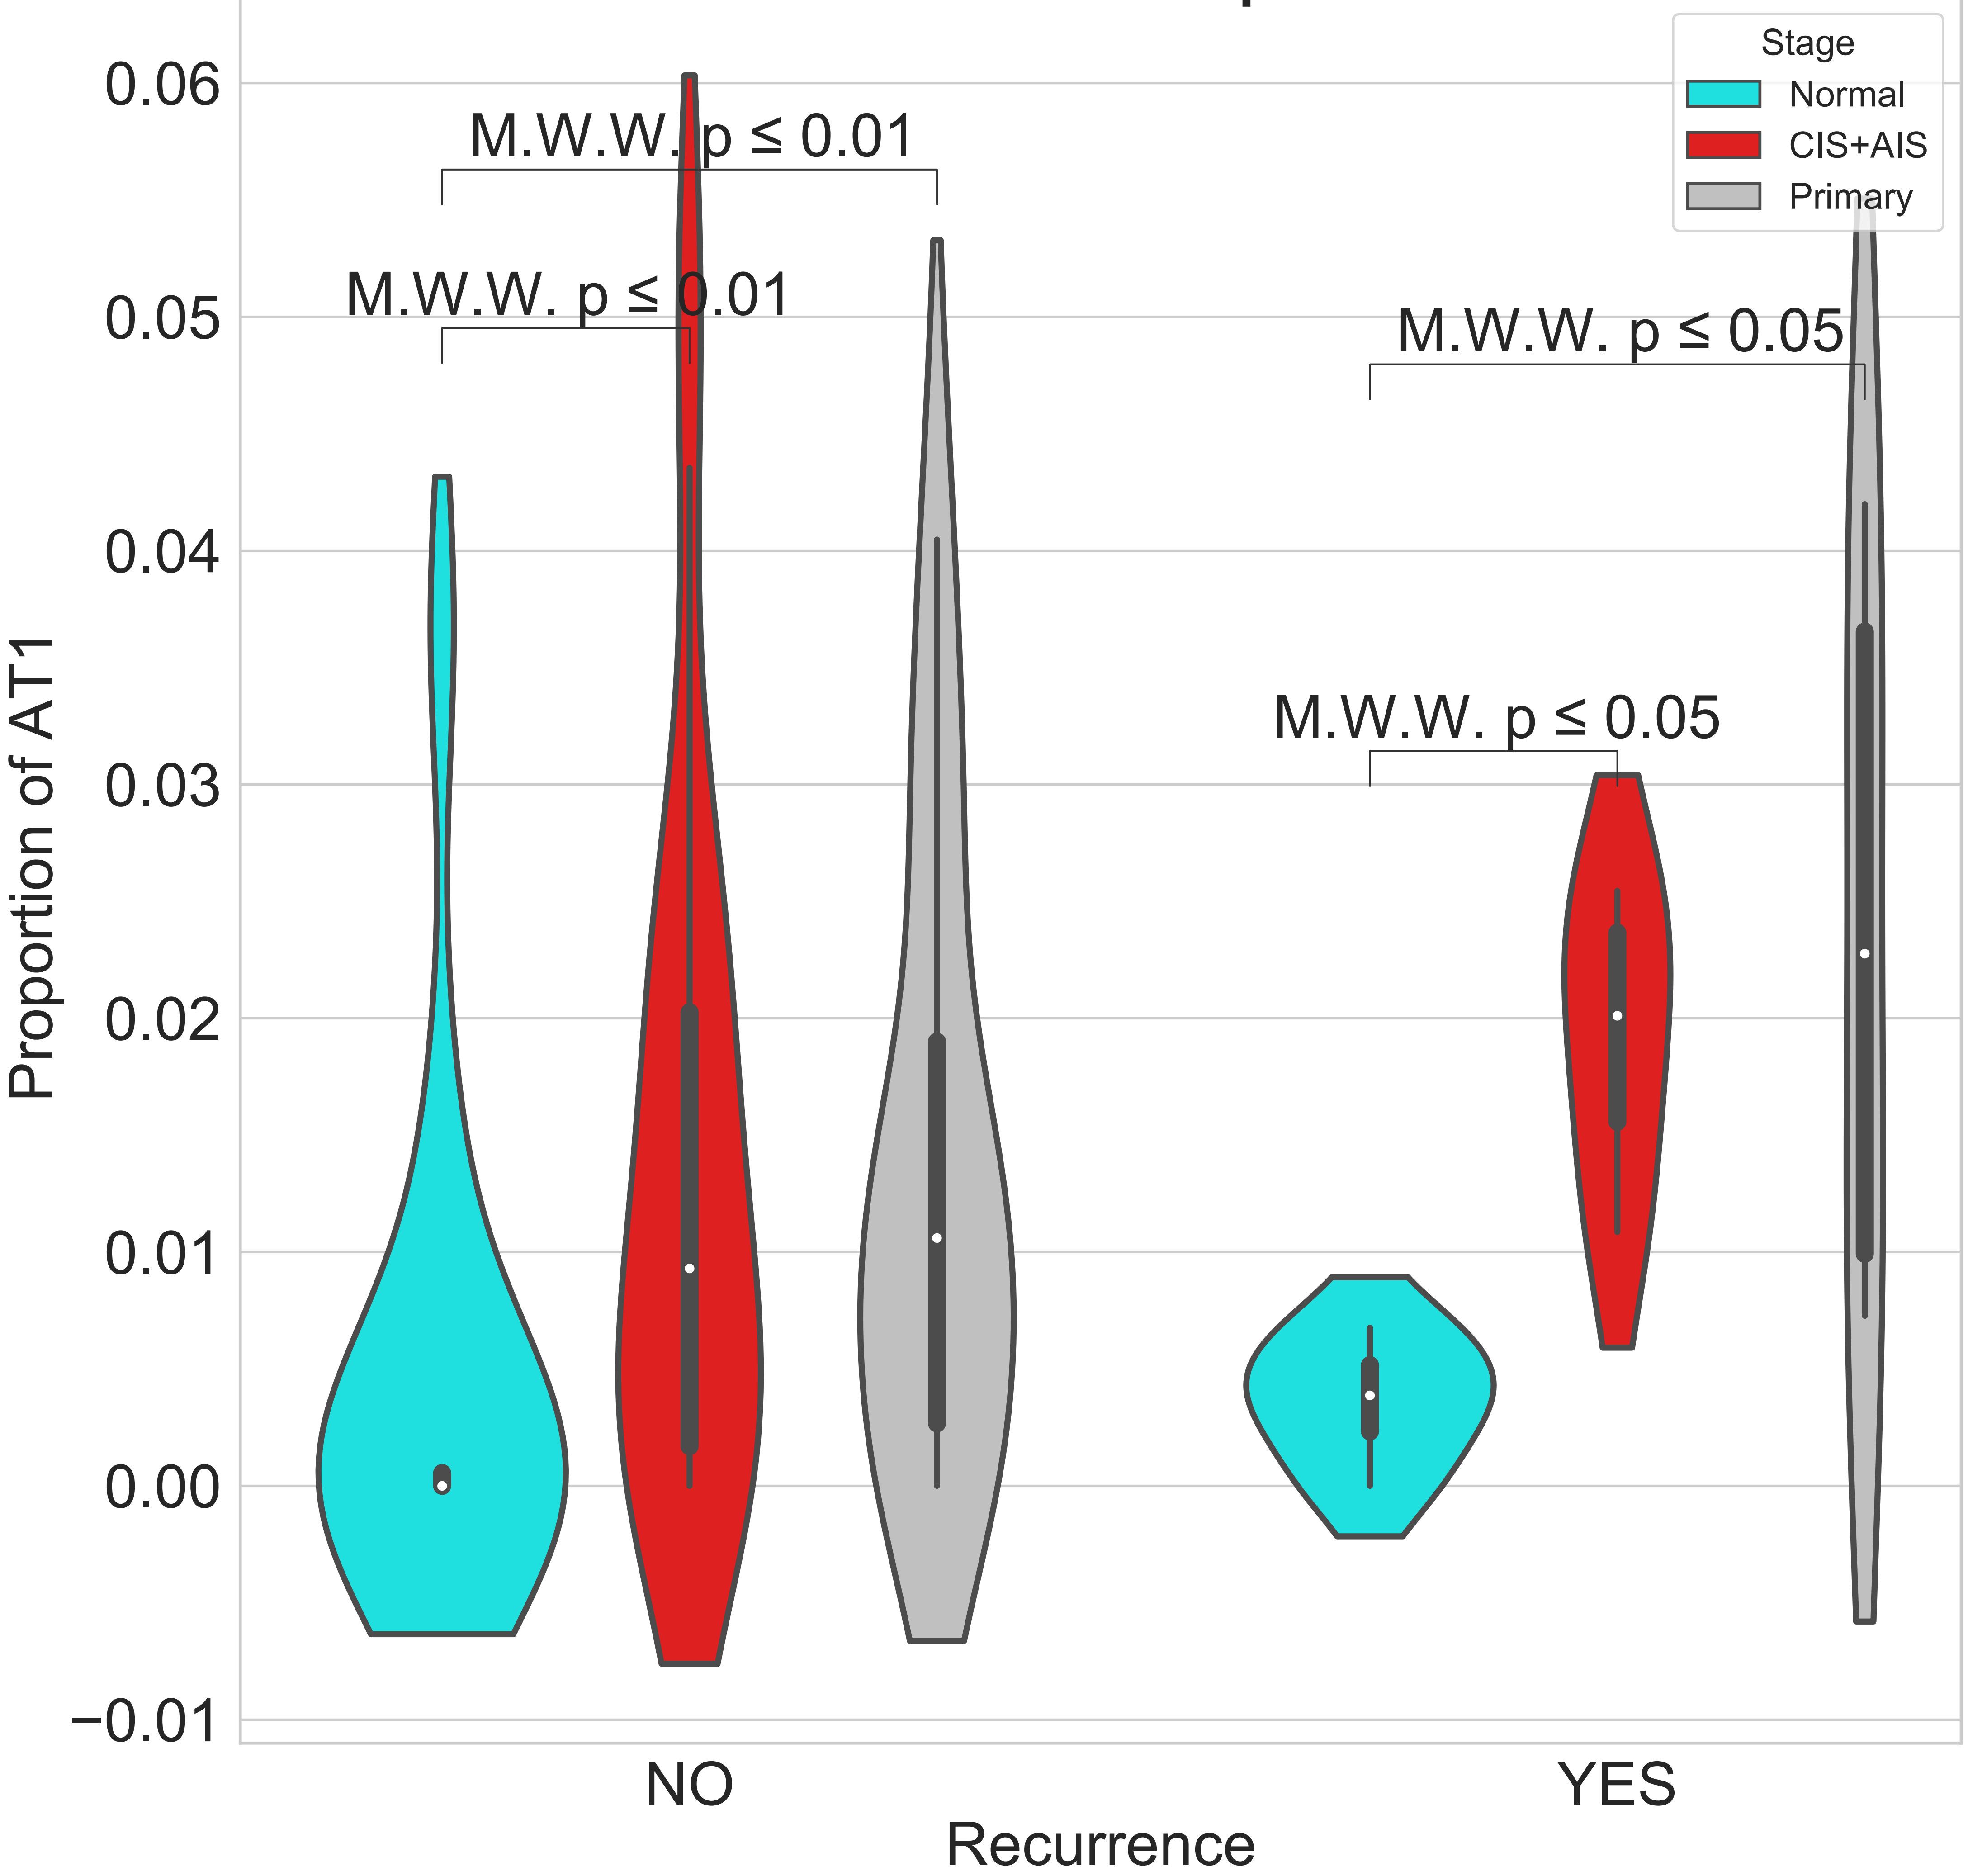 Stage
Normal
CIS+AIS
Primary
0.06
0.05
0.04
0.03
0.02
0.01
0.00
−0.01
Proportion of AT1
M.W.W. p ≤ 0.01
M.W.W. p ≤ 0.01
M.W.W. p ≤ 0.05
M.W.W. p ≤ 0.05
NO
YES
Recurrence